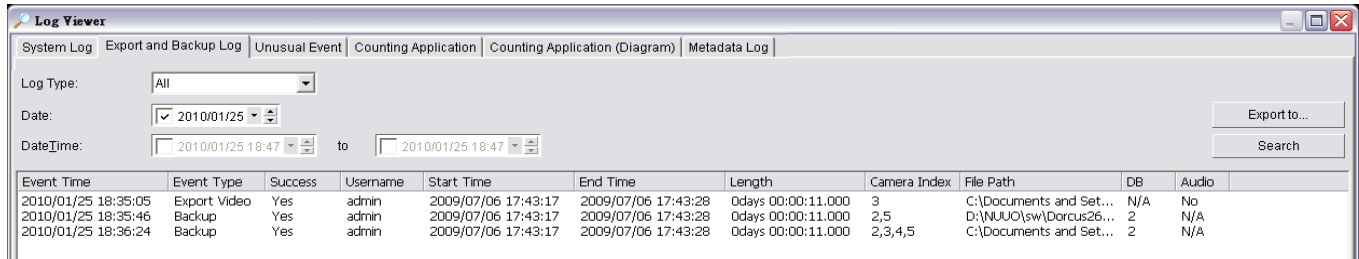 Log Viewer
System Log Export and Backup Log Unusual Event Counting Application Counting Application (Diagram) Metadata Log
Log Type: All
Date: 2010/01/25
Export to...
DateTime: 2010/01/25 18:47 to 2010/01/25 18:47
Search
Event Time Event Type Success Username Start Time End Time Length Camera Index File Path DB Audio
2010/01/25 18:35:05 Export Video Yes admin 2009/07/06 17:43:17 2009/07/06 17:43:28 0days 00:00:11.000 3 C:\Documents and Set... N/A No
2010/01/25 18:35:46 Backup Yes admin 2009/07/06 17:43:17 2009/07/06 17:43:28 0days 00:00:11.000 2,5 D:\NUUO\sw\Dorcus26... 2 N/A
2010/01/25 18:36:24 Backup Yes admin 2009/07/06 17:43:17 2009/07/06 17:43:28 0days 00:00:11.000 2,3,4,5 C:\Documents and Set... 2 N/A